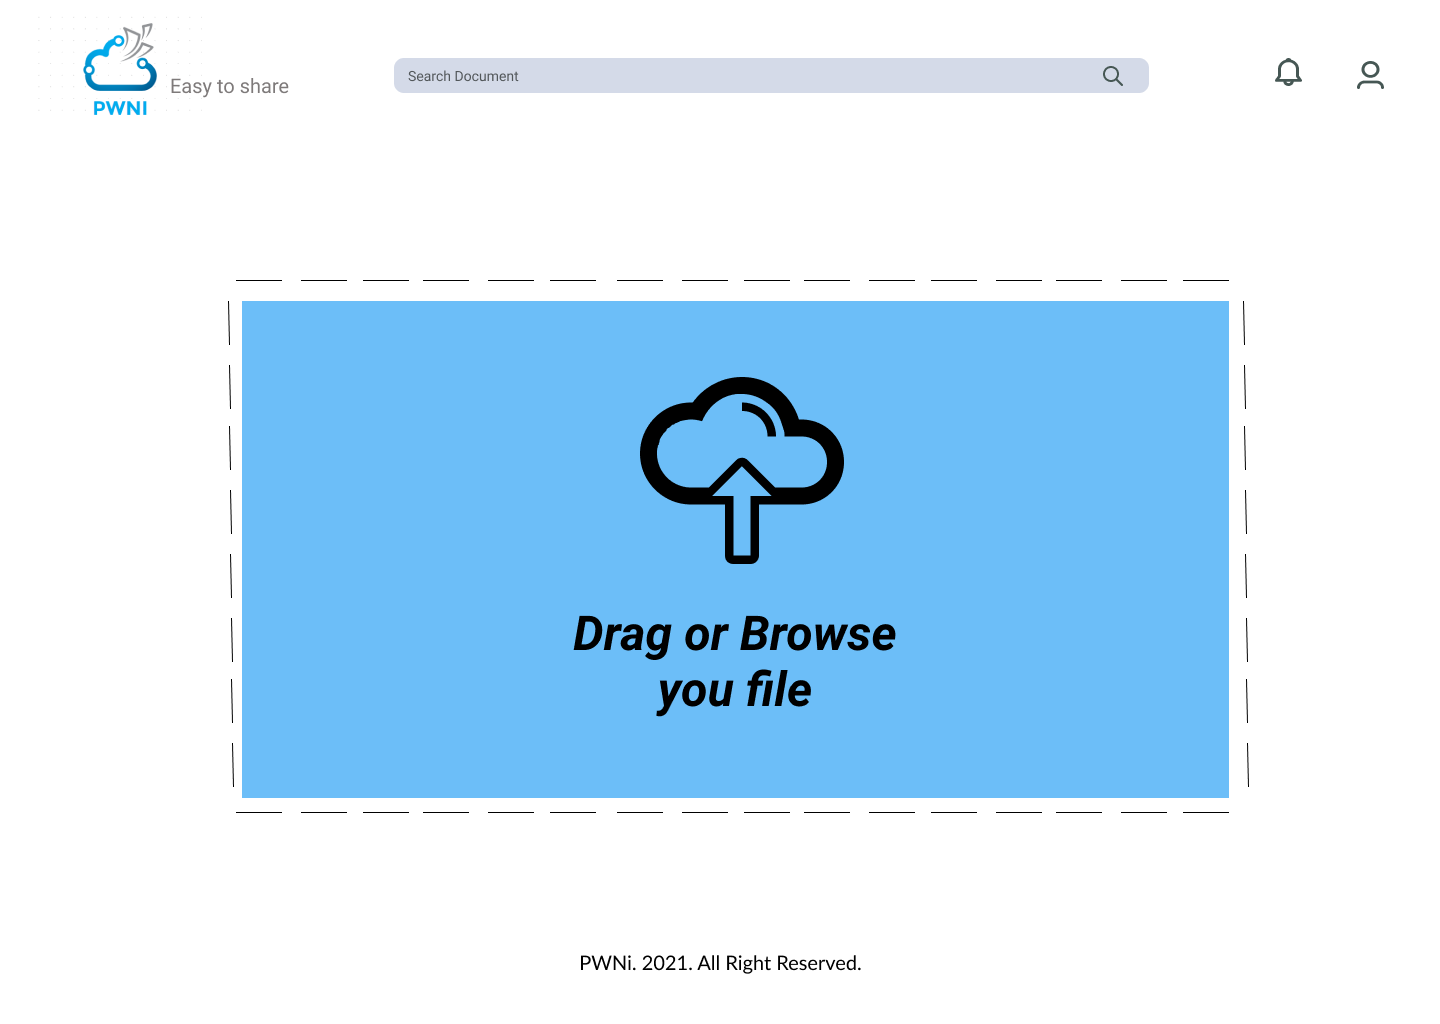 PWNI
Easy to share
Search Document
Drag or Browse
you file
PWNi. 2021. All Right Reserved.